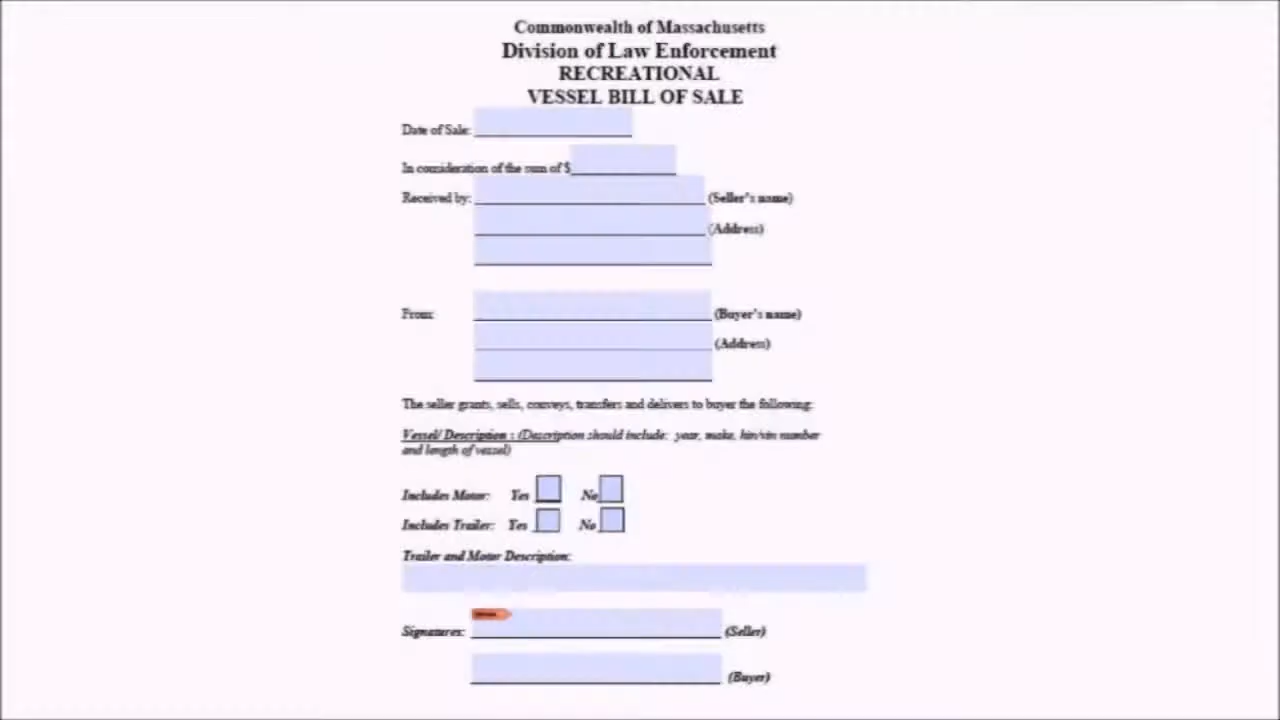 Commonwealth of Massachusetts
Division of Law Enforcement
RECREATIONAL
VESSEL BILL OF SALE
Date of Sale:
In consideration of the sum of $
Received by: (Seller's name)
(Address)
From: (Buyer's name)
(Address)
The seller grants, sells, conveys, transfers and delivers to buyer the following:
Vessel/ Description : (Description should include: year, make, hin/vin number
and length of vessel)
Includes Motor: Yes No
Includes Trailer: Yes No
Trailer and Motor Description:
Signatures: (Seller)
(Buyer)